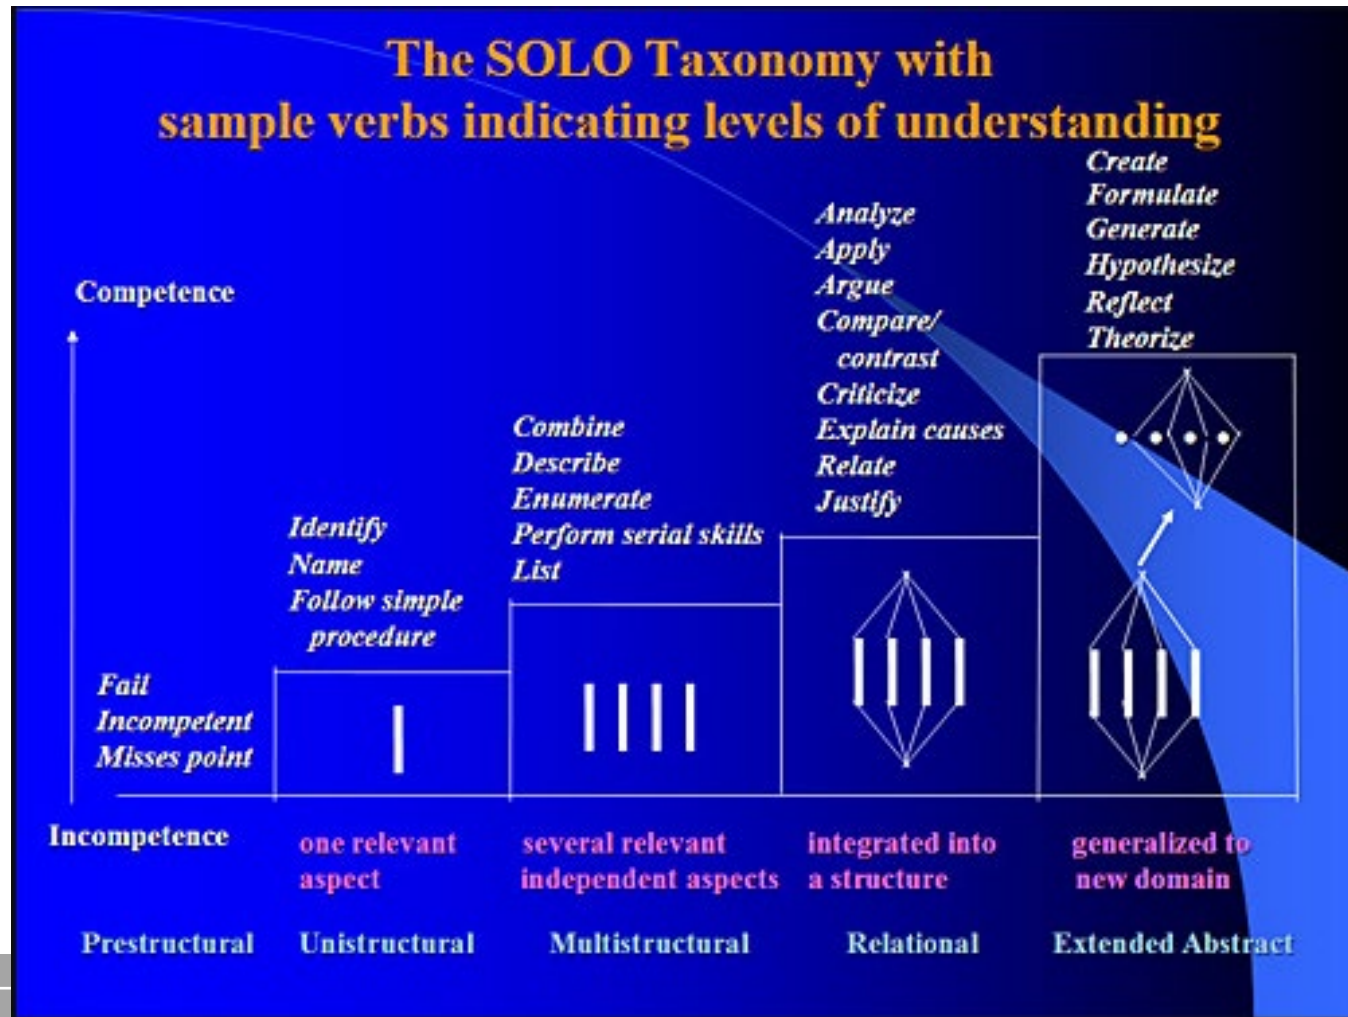 The SOLO Taxonomy with
sample verbs indicating levels of understanding
Competence
Incompetence
Fail
Incompetent
Misses point
Identify
Name
Follow simple
procedure
Combine
Describe
Enumerate
Perform serial skills
List
Analyze
Apply
Argue
Compare/
contrast
Criticize
Explain causes
Relate
Justify
Create
Formulate
Generate
Hypothesize
Reflect
Theorize
one relevant
aspect
several relevant
independent aspects
integrated into
a structure
generalized to
new domain
Prestructural
Unistructural
Multistructural
Relational
Extended Abstract